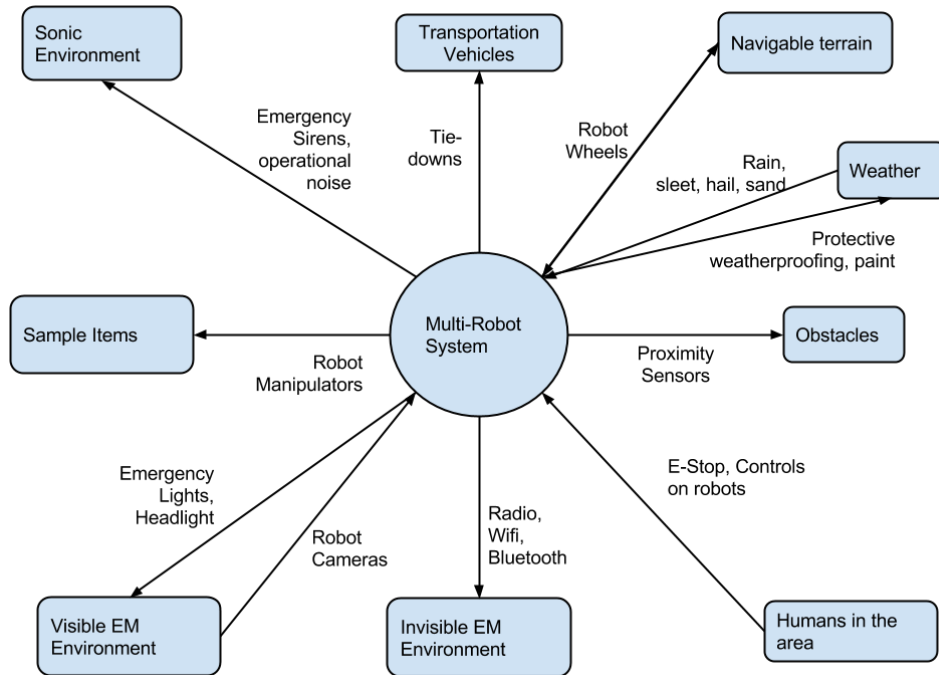 Sonic
Environment
Transportation
Vehicles
Navigable terrain
Emergency
Sirens,
operational
noise
Tie-
downs
Robot
Wheels
Rain,
sleet, hail, sand
Weather
Protective
weatherproofing, paint
Multi-Robot
System
Sample Items
Robot
Manipulators
Proximity
Sensors
Obstacles
Emergency
Lights,
Headlight
Robot
Cameras
Radio,
Wifi,
Bluetooth
E-Stop, Controls
on robots
Visible EM
Environment
Invisible EM
Environment
Humans in the
area